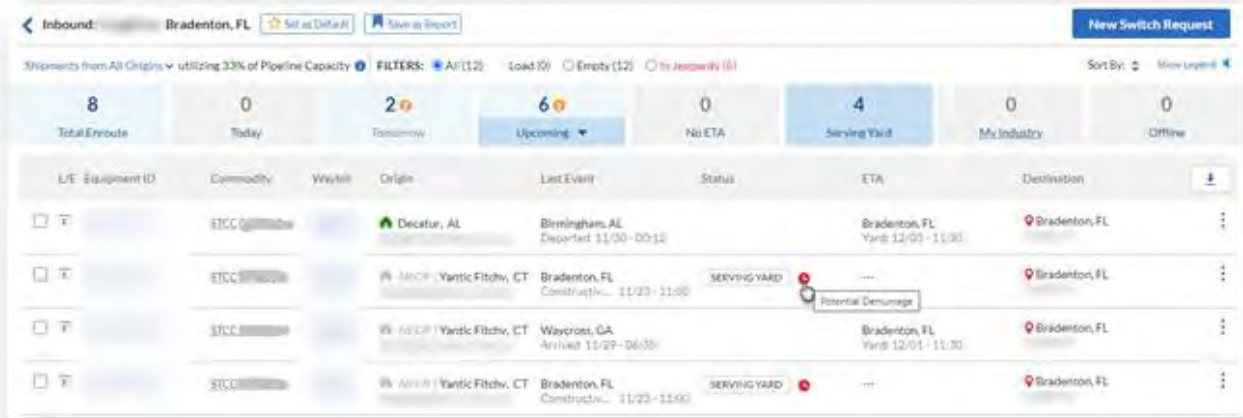 Inbound: Bradenton, FL Set as Default Save as Report New Switch Request
Shipments from All Origins utilizing 33% of Pipeline Capacity FILTERS: All (12) Load (0) Empty (12) In Jeopardy (6) Sort By: Show Legend
8 0 2 6 0 4 0 0
Total Enroute Today Tomorrow Upcoming No ETA Serving Yard My Industry Offline
L/E Equipment ID Commodity Waybill Origin Last Event Status ETA Destination
STCC Decatur, AL Birmingham, AL Bradenton, FL Bradenton, FL
Departed 11/30 - 00:12 Yard: 12/03 - 11:30
STCC Yantic Fitchv, CT Bradenton, FL SERVING YARD --- Bradenton, FL
Constructiv... 11/23 - 11:00 Potential Demurrage
STCC Yantic Fitchv, CT Waycross, GA Bradenton, FL Bradenton, FL
Arrived 11/29 - 06:35 Yard: 12/01 - 11:30
STCC Yantic Fitchv, CT Bradenton, FL SERVING YARD --- Bradenton, FL
Constructiv... 11/23 - 11:00